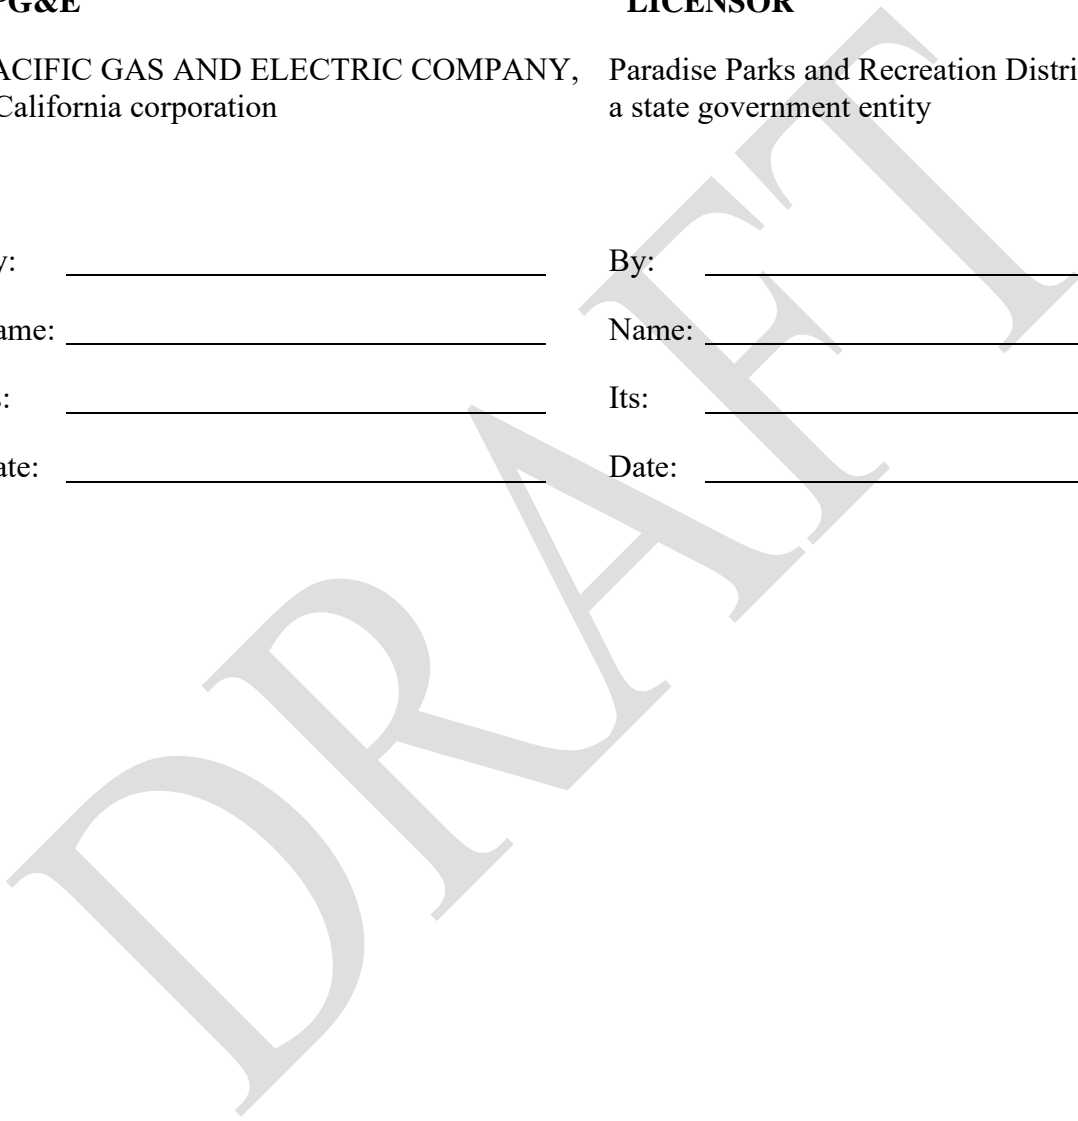 PG&E
ACIFIC GAS AND ELECTRIC COMPANY,
California corporation
y:
ame:
s:
ate:
LICENSOR
Paradise Parks and Recreation Distri
a state government entity
By:
Name:
Its:
Date:
DRAFT